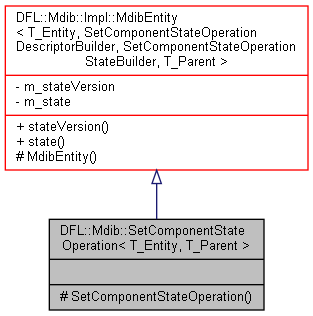 DFL::Mdib::Impl::MdibEntity
< T_Entity, SetComponentStateOperation
DescriptorBuilder, SetComponentStateOperation
StateBuilder, T_Parent >
- m_stateVersion
- m_state
+ stateVersion()
+ state()
# MdibEntity()
DFL::Mdib::SetComponentState
Operation< T_Entity, T_Parent >
# SetComponentStateOperation()